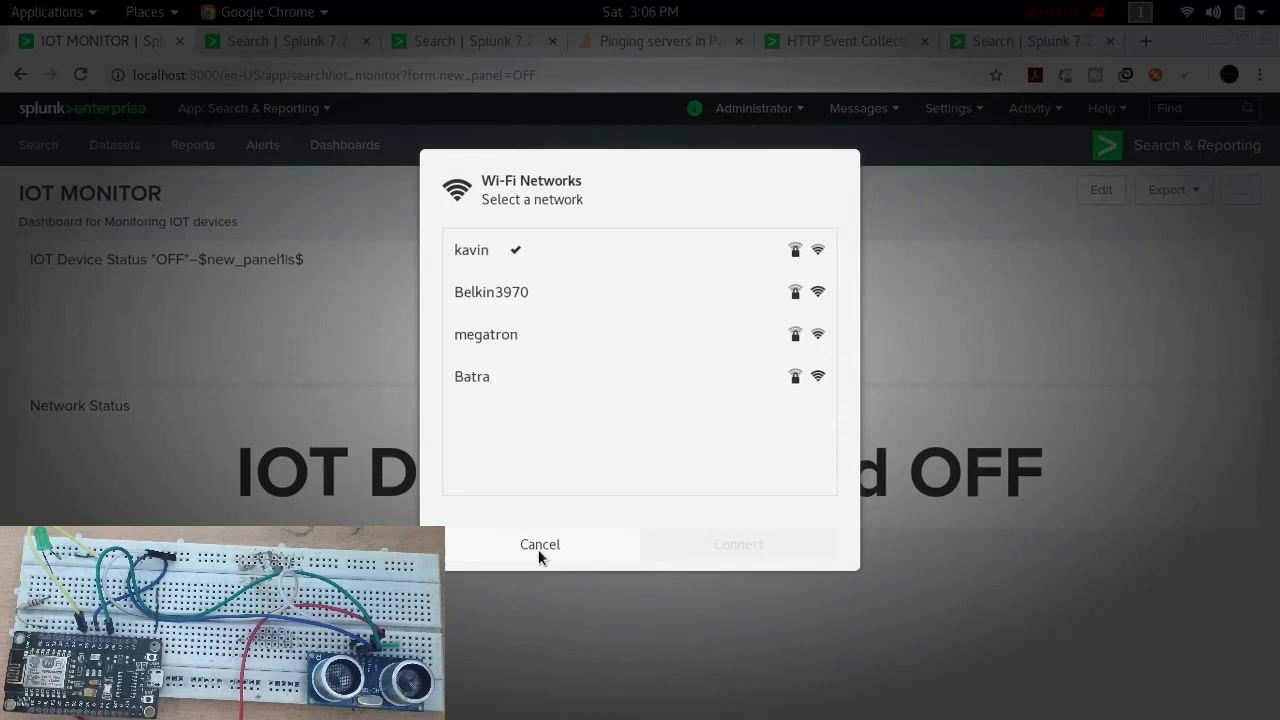 Applications Places Google Chrome Sat 3:06 PM 1
IOT MONITOR | Spl Search | Splunk 7.2 Search | Splunk 7.2 Pinging servers in Py HTTP Event Collect Search | Splunk 7.2
localhost:8000/en-US/app/search/iot_monitor?form.new_panel=OFF
splunk>enterprise App: Search & Reporting Administrator Messages Settings Activity Help Find
Search Datasets Reports Alerts Dashboards Search & Reporting
IOT MONITOR Edit Export ...
Dashboard for Monitoring IOT devices
IOT Device Status "OFF"--$new_panel1|s$
Network Status
IOT D d OFF
Wi-Fi Networks
Select a network
kavin
Belkin3970
megatron
Batra
Cancel Connect